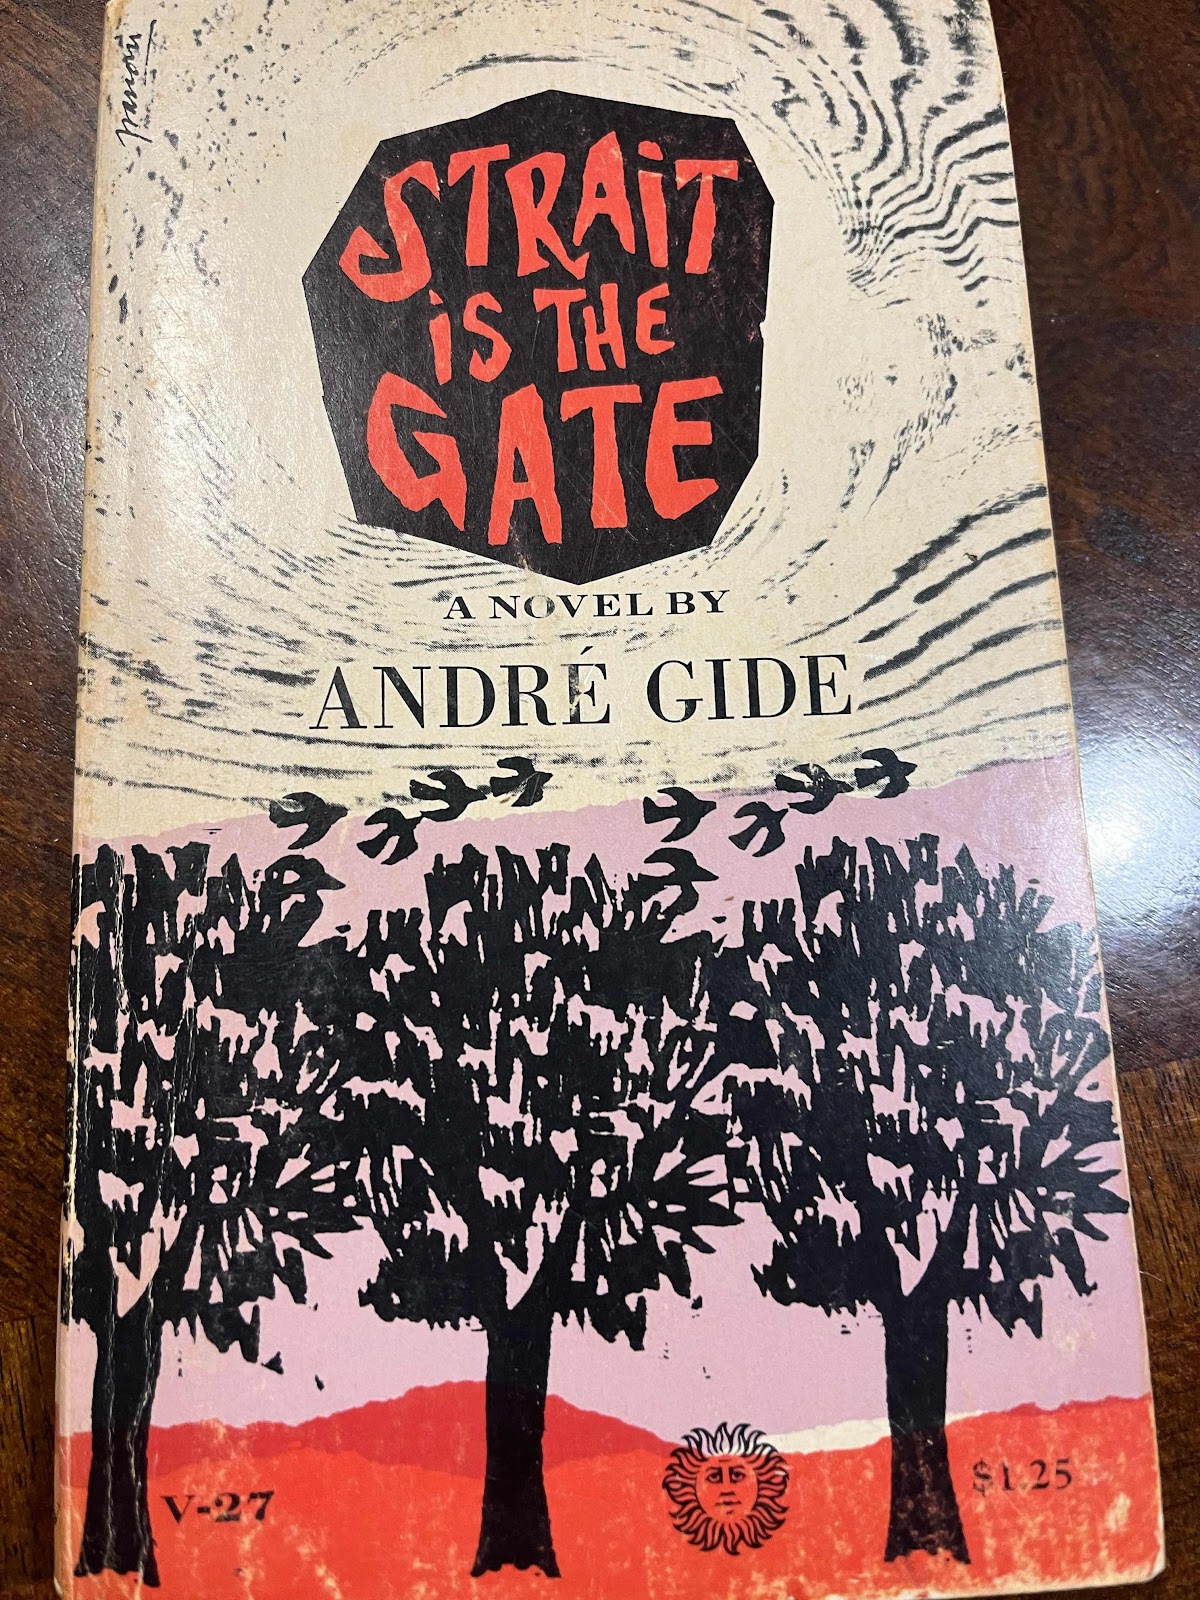 STRAiT
iS THE
GATE
A NOVEL BY
ANDRÉ GIDE
V-27
$1.25